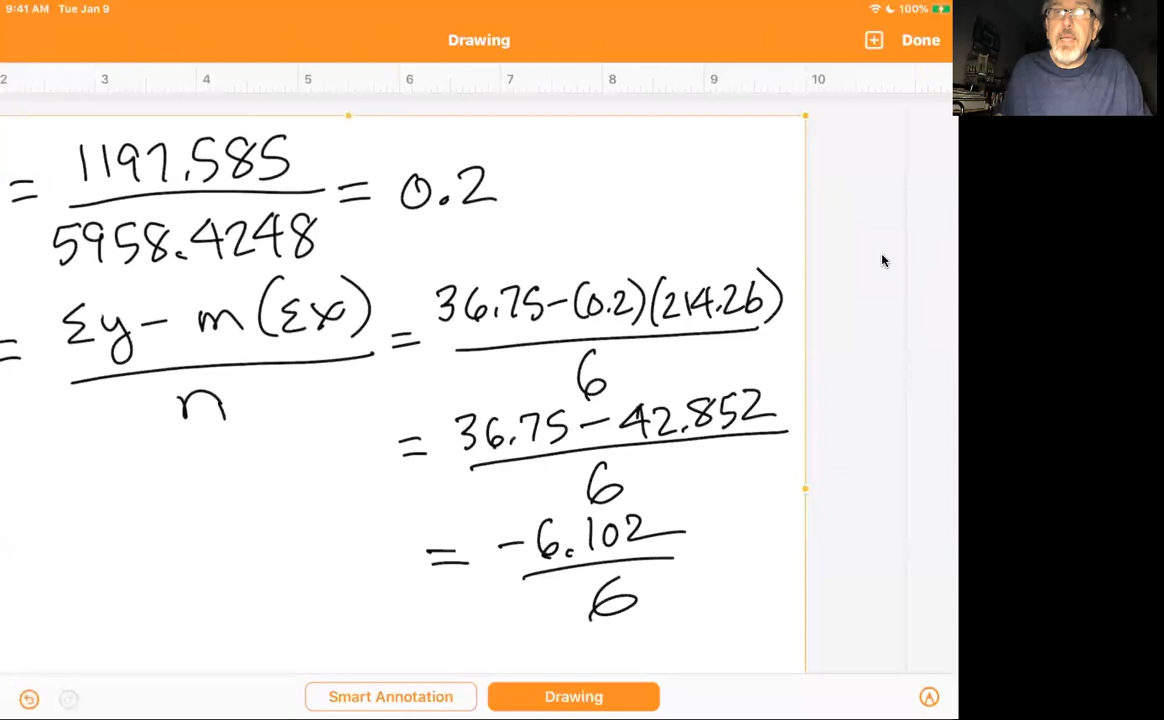 9:41 AM Tue Jan 9 100%
Drawing
Done
2 3 4 5 6 7 8 9 10
= 1197.585 / 5958.4248 = 0.2
= Σy - m(Σx) / n = 36.75-(0.2)(214.26) / 6
= 36.75-42.852 / 6
= -6.102 / 6
Smart Annotation
Drawing